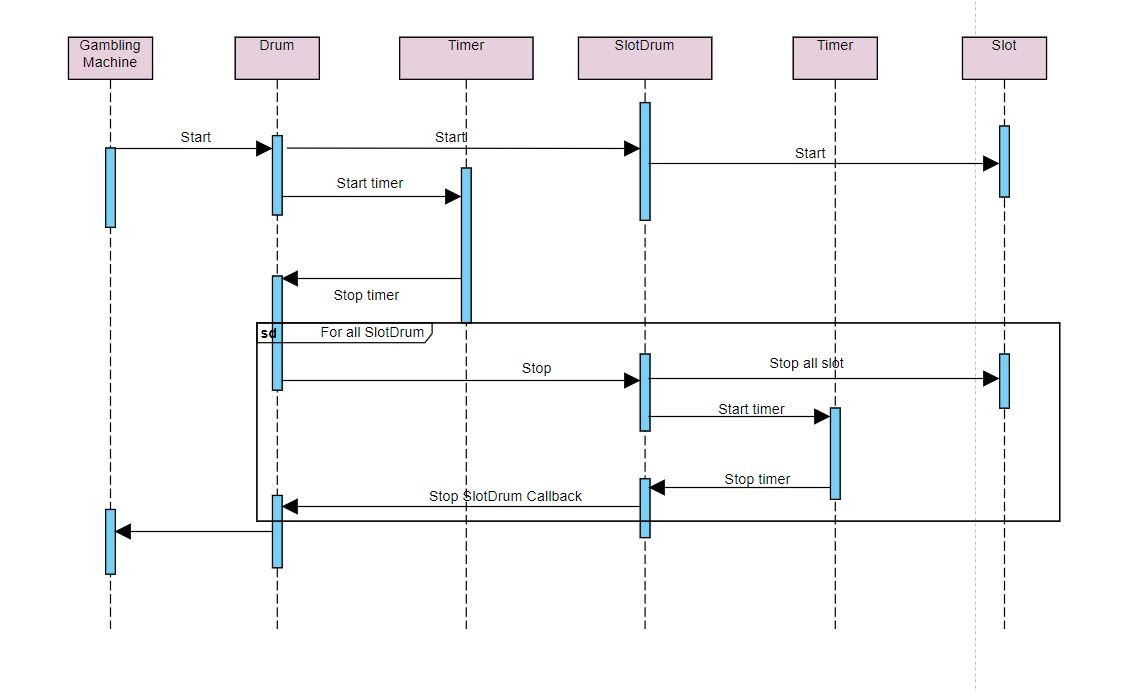 Gambling
Machine
Drum
Timer
SlotDrum
Timer
Slot
Start
Start
Start
Start timer
Stop timer
sd
For all SlotDrum
Stop
Stop all slot
Start timer
Stop timer
Stop SlotDrum Callback